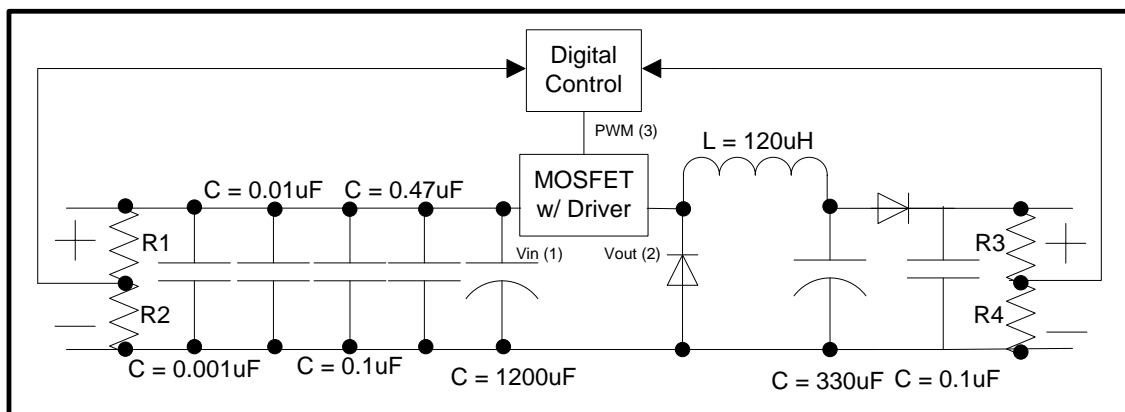 Digital
Control
PWM (3)
L = 120uH
MOSFET
w/ Driver
C = 0.01uF
C = 0.47uF
R1
Vin (1)
Vout (2)
R3
R2
R4
C = 0.001uF
C = 0.1uF
C = 1200uF
C = 330uF
C = 0.1uF